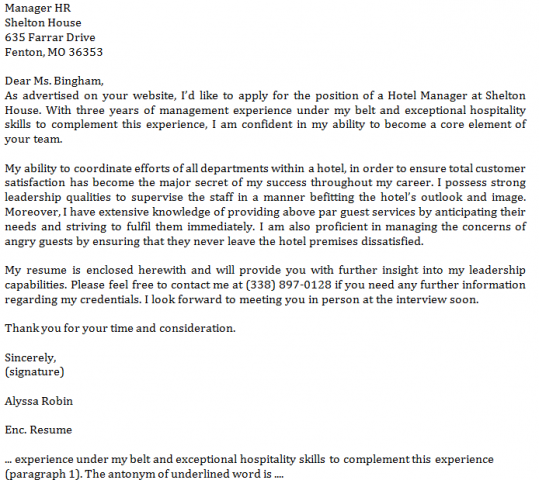 Manager HR
Shelton House
635 Farrar Drive
Fenton, MO 36353
Dear Ms. Bingham,
As advertised on your website, I'd like to apply for the position of a Hotel Manager at Shelton
House. With three years of management experience under my belt and exceptional hospitality
skills to complement this experience, I am confident in my ability to become a core element of
your team.
My ability to coordinate efforts of all departments within a hotel, in order to ensure total customer
satisfaction has become the major secret of my success throughout my career. I possess strong
leadership qualities to supervise the staff in a manner befitting the hotel's outlook and image.
Moreover, I have extensive knowledge of providing above par guest services by anticipating their
needs and striving to fulfil them immediately. I am also proficient in managing the concerns of
angry guests by ensuring that they never leave the hotel premises dissatisfied.
My resume is enclosed herewith and will provide you with further insight into my leadership
capabilities. Please feel free to contact me at (338) 897-0128 if you need any further information
regarding my credentials. I look forward to meeting you in person at the interview soon.
Thank you for your time and consideration.
Sincerely,
(signature)
Alyssa Robin
Enc. Resume
... experience under my belt and exceptional hospitality skills to complement this experience
(paragraph 1). The antonym of underlined word is ....